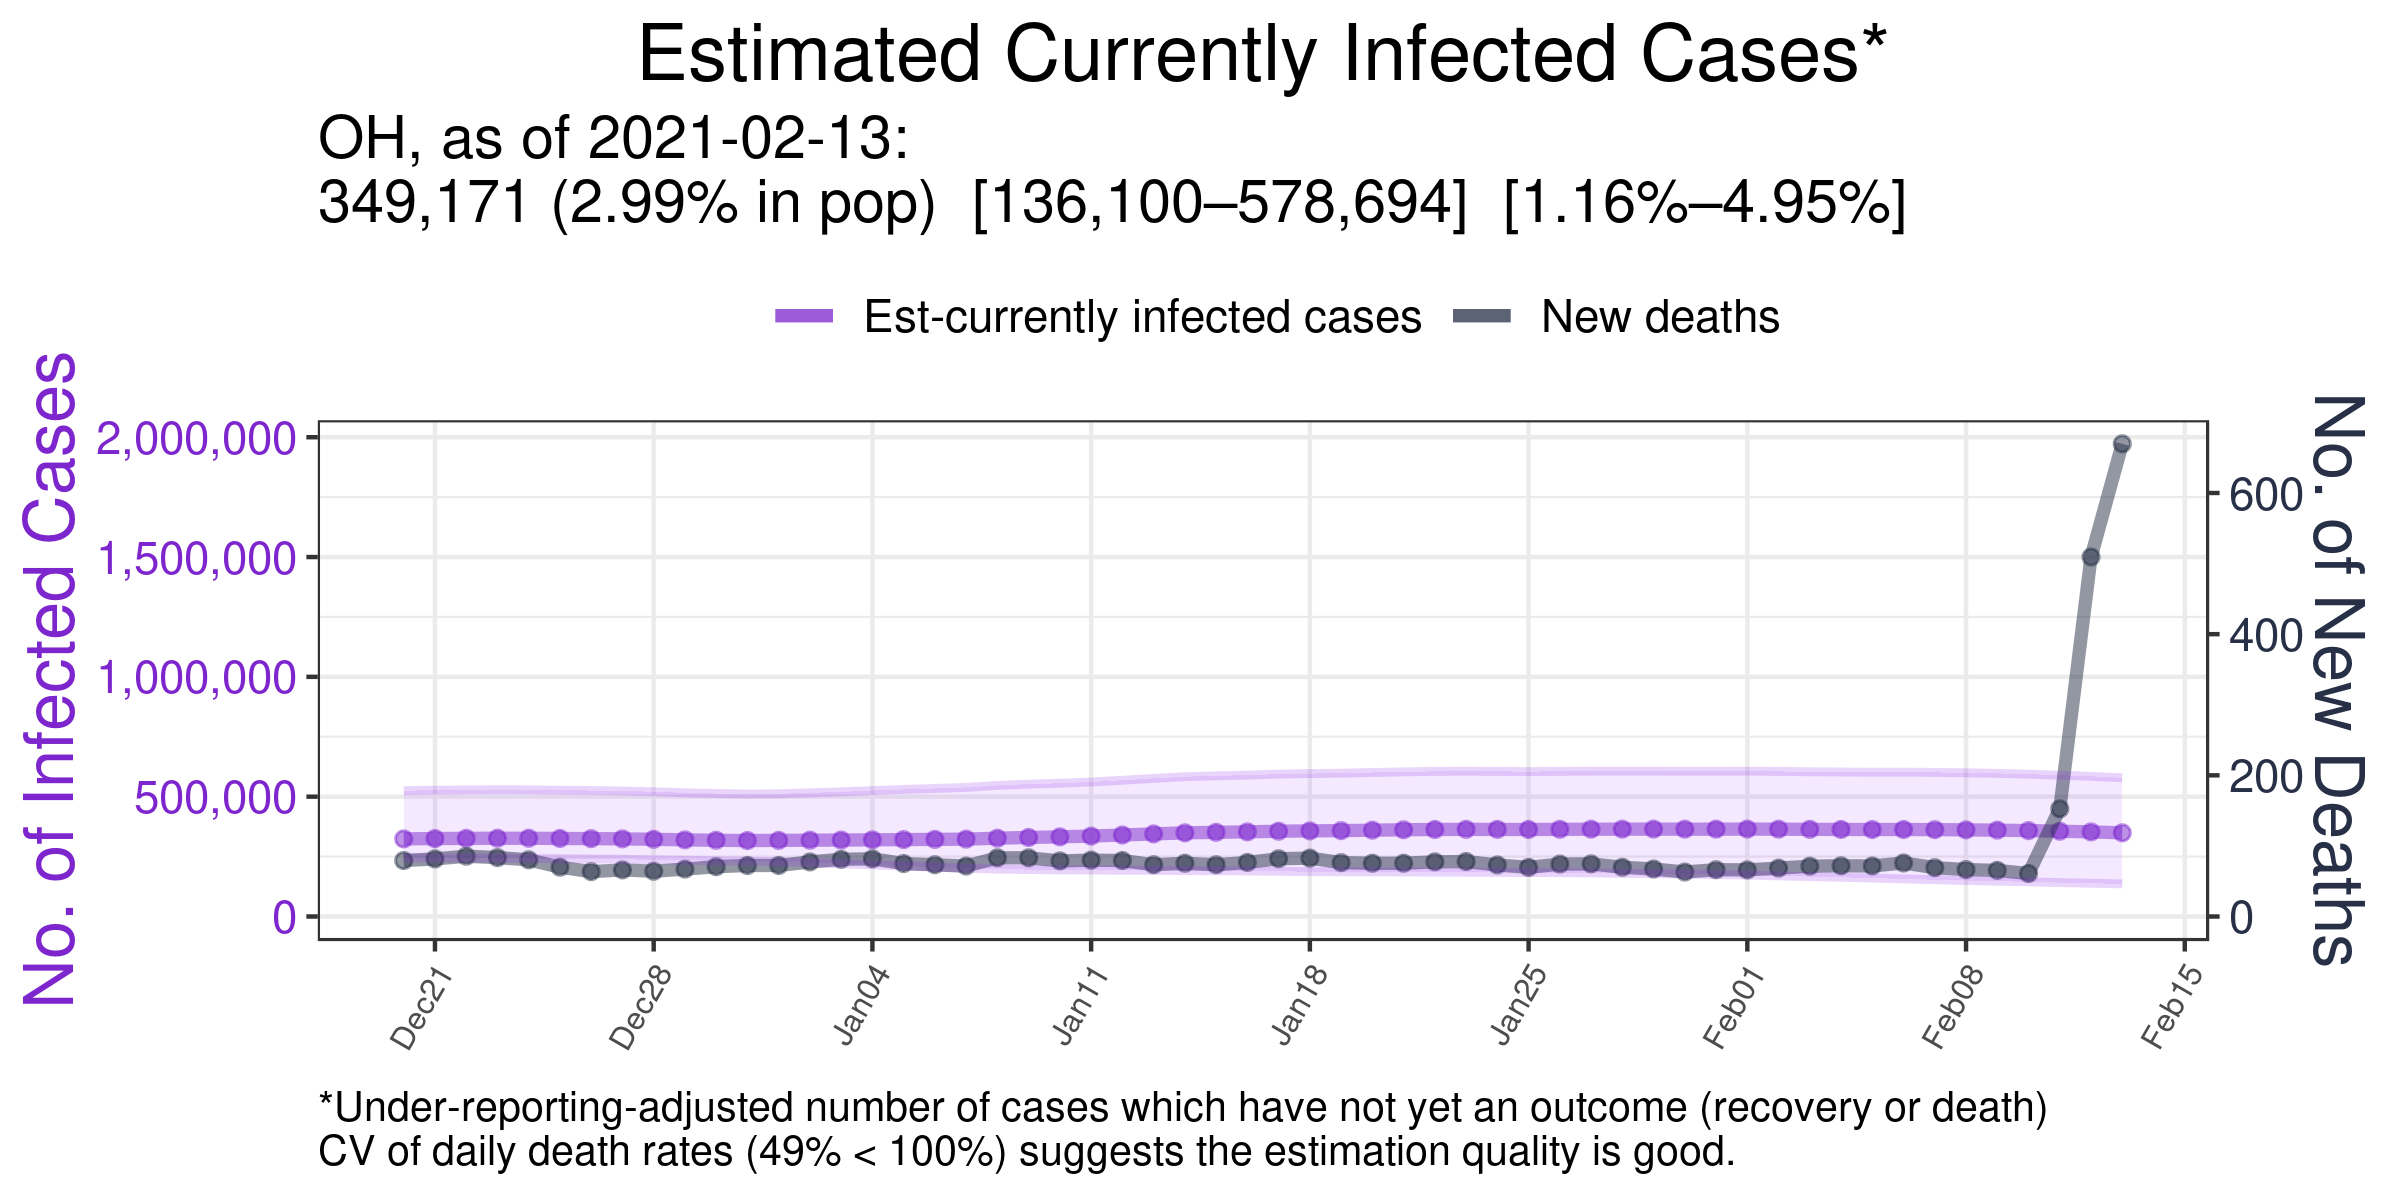 Estimated Currently Infected Cases*
OH, as of 2021-02-13:
349,171 (2.99% in pop)  [136,100–578,694]  [1.16%–4.95%]
Est-currently infected cases
New deaths
No. of Infected Cases
2,000,000
1,500,000
1,000,000
500,000
0
600
400
200
0
No. of New Deaths
Dec21
Dec28
Jan04
Jan11
Jan18
Jan25
Feb01
Feb08
Feb15
*Under-reporting-adjusted number of cases which have not yet an outcome (recovery or death)
CV of daily death rates (49% < 100%) suggests the estimation quality is good.